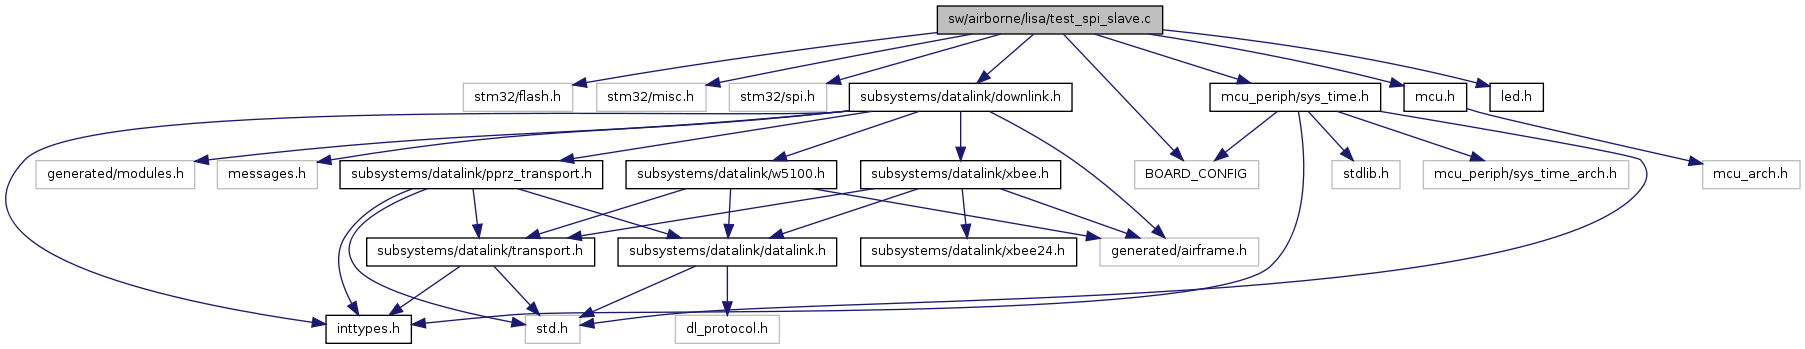 sw/airborne/lisa/test_spi_slave.c
stm32/flash.h
stm32/misc.h
stm32/spi.h
subsystems/datalink/downlink.h
mcu_periph/sys_time.h
mcu.h
led.h
generated/modules.h
messages.h
subsystems/datalink/pprz_transport.h
subsystems/datalink/w5100.h
subsystems/datalink/xbee.h
BOARD_CONFIG
stdlib.h
mcu_periph/sys_time_arch.h
mcu_arch.h
subsystems/datalink/transport.h
subsystems/datalink/datalink.h
subsystems/datalink/xbee24.h
generated/airframe.h
inttypes.h
std.h
dl_protocol.h